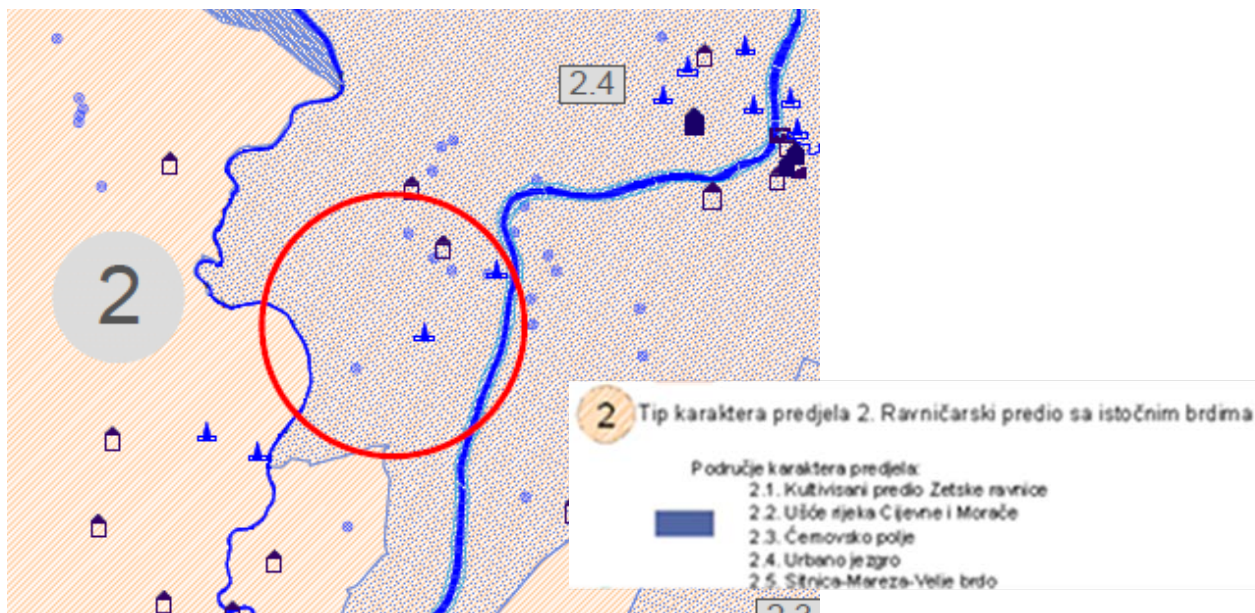 2.4
2
2 Tip karaktera predjela 2. Ravničarski predio sa istočnim brdima
Područje karaktera predjela:
2.1. Kultivisani predio Zetske ravnice
2.2. Ušće rijeka Cijevne i Morače
2.3. Ćemovsko polje
2.4. Urbano jezgro
2.5. Sitnica-Mareza-Velje brdo